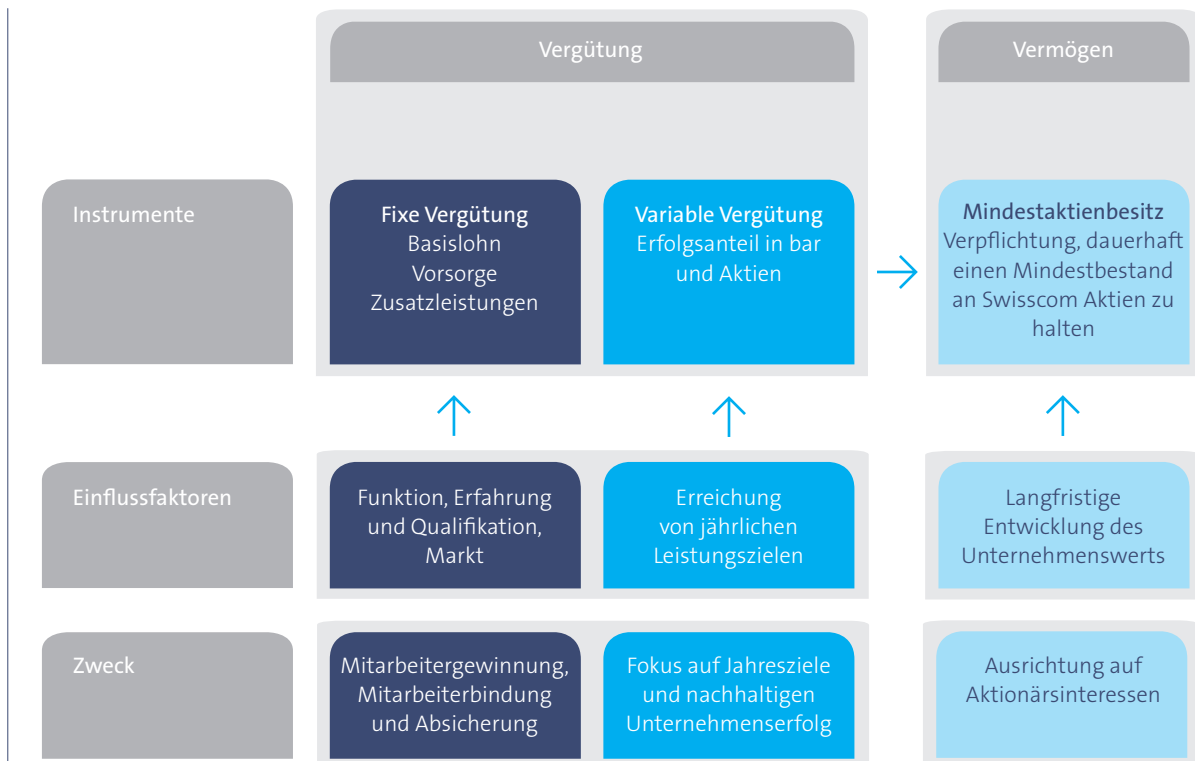 Vergütung
Vermögen
Instrumente
Fixe Vergütung
Basislohn
Vorsorge
Zusatzleistungen
Variable Vergütung
Erfolgsanteil in bar
und Aktien
Mindestaktienbesitz
Verpflichtung, dauerhaft
einen Mindestbestand
an Swisscom Aktien zu
halten
Einflussfaktoren
Funktion, Erfahrung
und Qualifikation,
Markt
Erreichung
von jährlichen
Leistungszielen
Langfristige
Entwicklung des
Unternehmenswerts
Zweck
Mitarbeitergewinnung,
Mitarbeiterbindung
und Absicherung
Fokus auf Jahresziele
und nachhaltigen
Unternehmenserfolg
Ausrichtung auf
Aktionärsinteressen